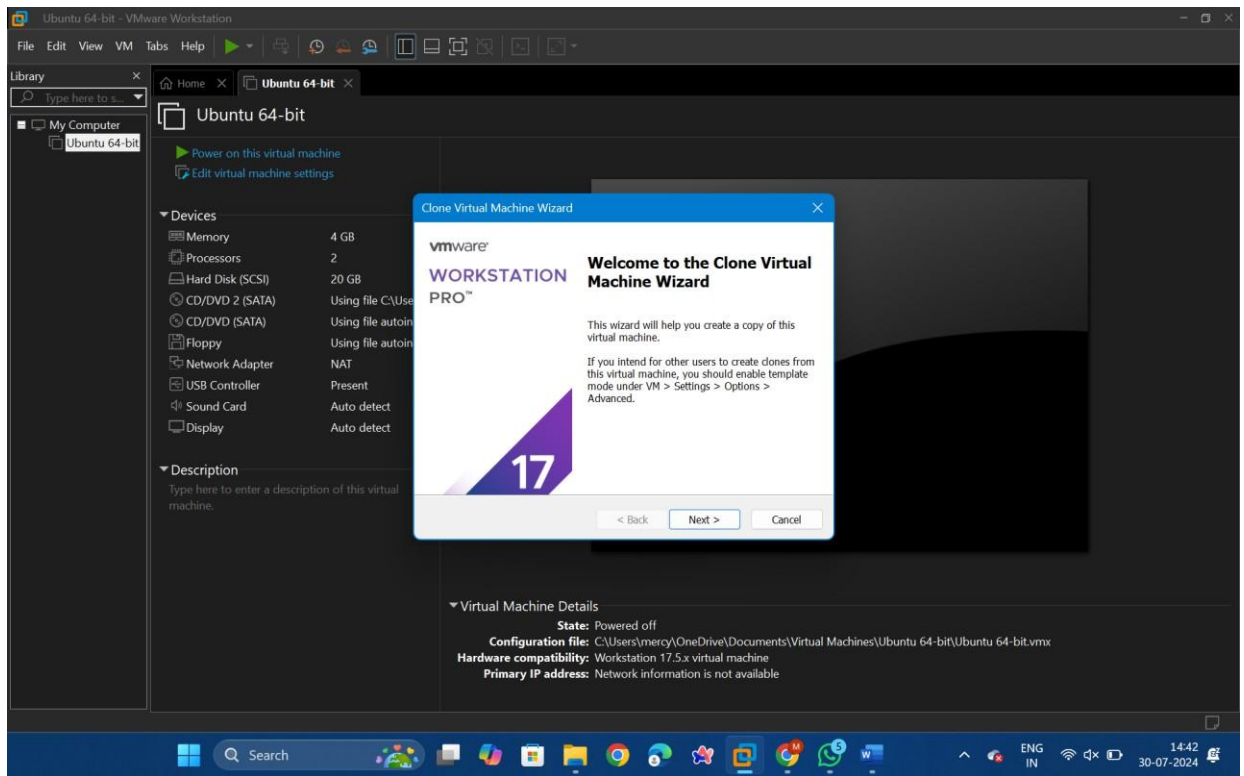 Ubuntu 64-bit - VMware Workstation
File Edit View VM Tabs Help
Library
Type here to s...
My Computer
Ubuntu 64-bit
Home
Ubuntu 64-bit
Ubuntu 64-bit
Power on this virtual machine
Edit virtual machine settings
Devices
Memory 4 GB
Processors 2
Hard Disk (SCSI) 20 GB
CD/DVD 2 (SATA) Using file C:\Use
CD/DVD (SATA) Using file autoin
Floppy Using file autoin
Network Adapter NAT
USB Controller Present
Sound Card Auto detect
Display Auto detect
Description
Type here to enter a description of this virtual
machine.
Clone Virtual Machine Wizard
vmware
WORKSTATION
PRO™
17
Welcome to the Clone Virtual
Machine Wizard
This wizard will help you create a copy of this
virtual machine.
If you intend for other users to create clones from
this virtual machine, you should enable template
mode under VM > Settings > Options >
Advanced.
< Back Next > Cancel
Virtual Machine Details
State: Powered off
Configuration file: C:\Users\mercy\OneDrive\Documents\Virtual Machines\Ubuntu 64-bit\Ubuntu 64-bit.vmx
Hardware compatibility: Workstation 17.5.x virtual machine
Primary IP address: Network information is not available
Search
M
5
ENG
IN
14:42
30-07-2024